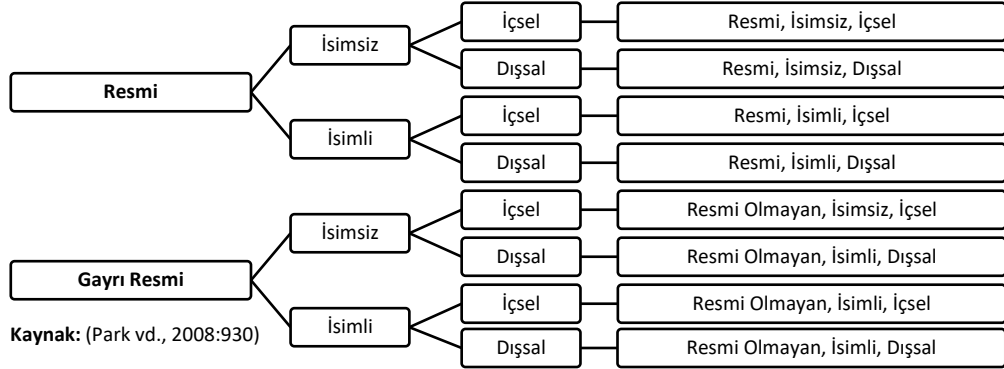 Resmi
İsimsiz
İçsel
Resmi, İsimsiz, İçsel
Dışsal
Resmi, İsimsiz, Dışsal
İsimli
İçsel
Resmi, İsimli, İçsel
Dışsal
Resmi, İsimli, Dışsal
Gayrı Resmi
İsimsiz
İçsel
Resmi Olmayan, İsimsiz, İçsel
Dışsal
Resmi Olmayan, İsimli, Dışsal
İsimli
İçsel
Resmi Olmayan, İsimli, İçsel
Dışsal
Resmi Olmayan, İsimli, Dışsal
Kaynak: (Park vd., 2008:930)